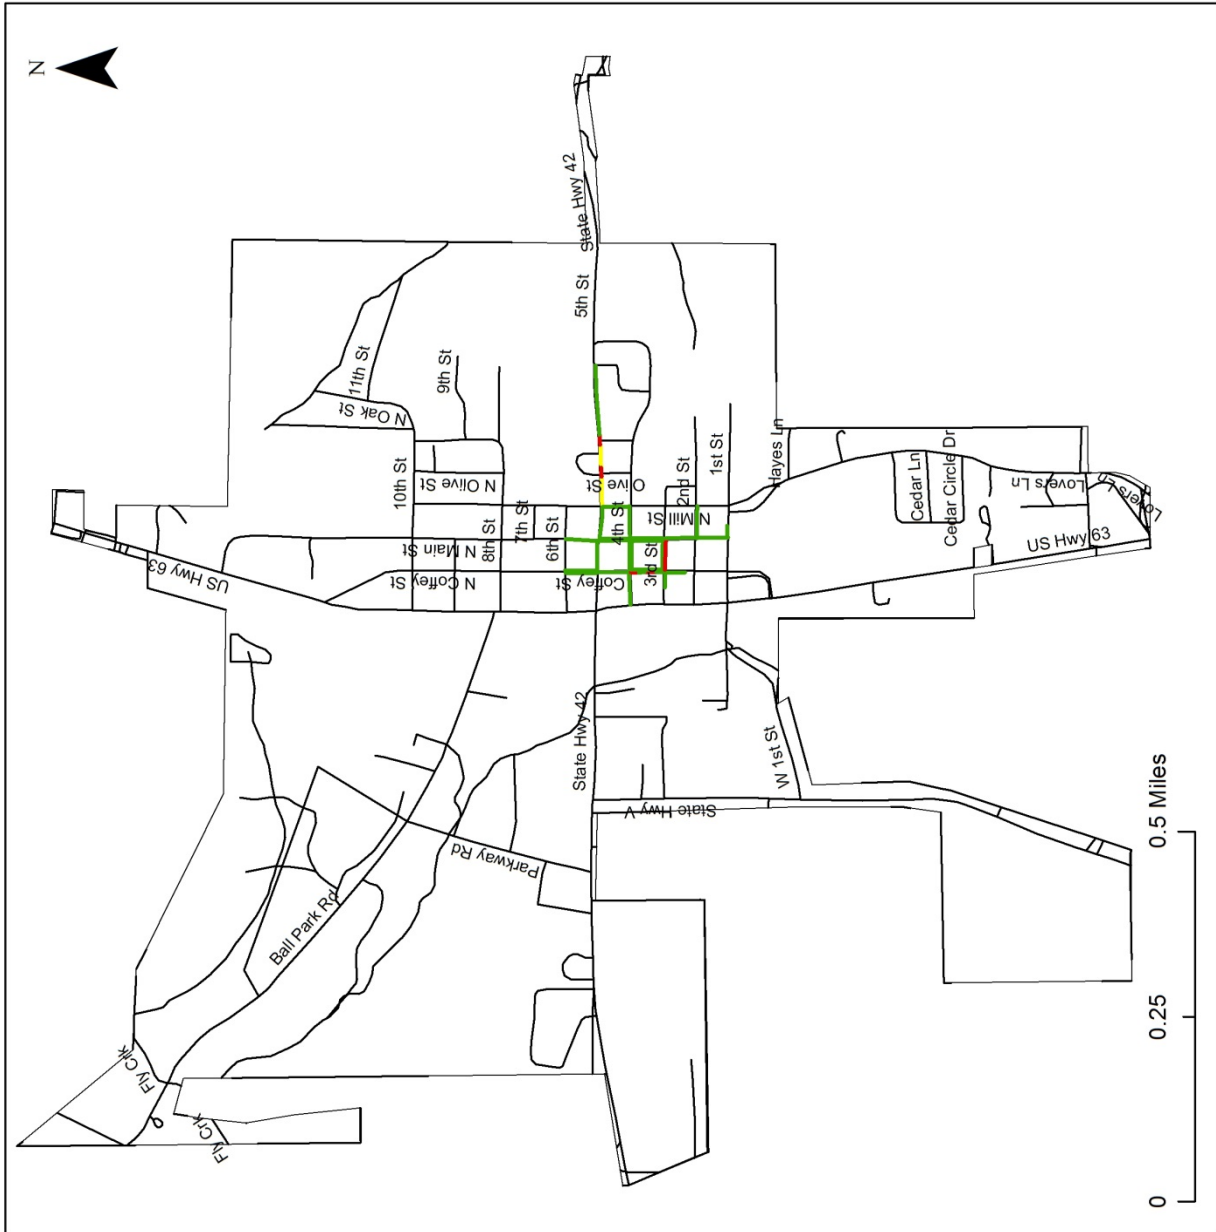 N
State Hwy 42
5th St
11th St
9th St
N Oak St
10th St
N Olive St
Olive St
2nd St
1st St
Hayes Ln
Cedar Ln
Cedar Circle Dr
Lovers Ln
Lovers Ln
US Hwy 63
7th St
8th St
6th St
4th St
N Mill St
N Main St
3rd St
US Hwy 63
N Coffey St
Coffey St
State Hwy 42
W 1st St
State Hwy V
Parkway Rd
Ball Park Rd
Fly Crk
Fly Crk
0
0.25
0.5 Miles